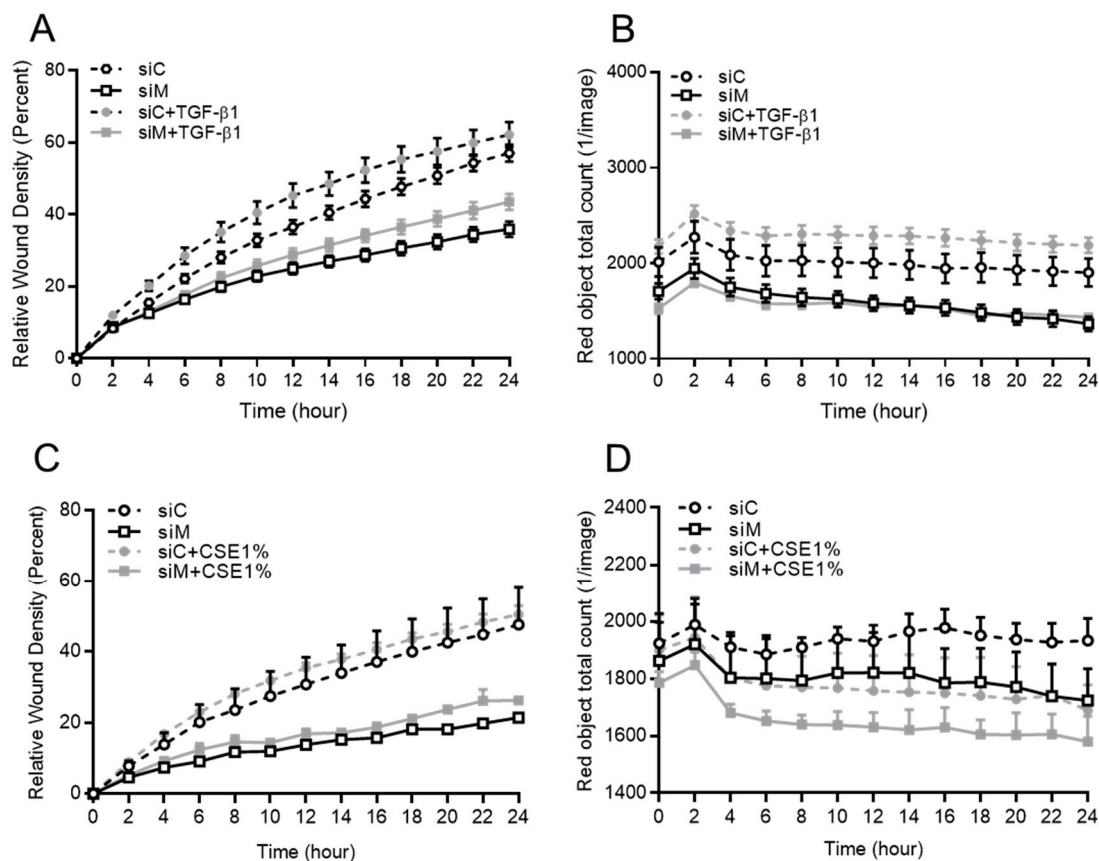 A
Relative Wound Density (Percent)
80
60
40
20
0
siC
siM
siC+TGF-β1
siM+TGF-β1
0 2 4 6 8 10 12 14 16 18 20 22 24
Time (hour)
B
Red object total count (1/image)
4000
3000
2000
1000
siC
siM
siC+TGF-β1
siM+TGF-β1
0 2 4 6 8 10 12 14 16 18 20 22 24
Time (hour)
C
Relative Wound Density (Percent)
80
60
40
20
0
siC
siM
siC+CSE1%
siM+CSE1%
0 2 4 6 8 10 12 14 16 18 20 22 24
Time (hour)
D
Red object total count (1/image)
2400
2200
2000
1800
1600
1400
siC
siM
siC+CSE1%
siM+CSE1%
0 2 4 6 8 10 12 14 16 18 20 22 24
Time (hour)